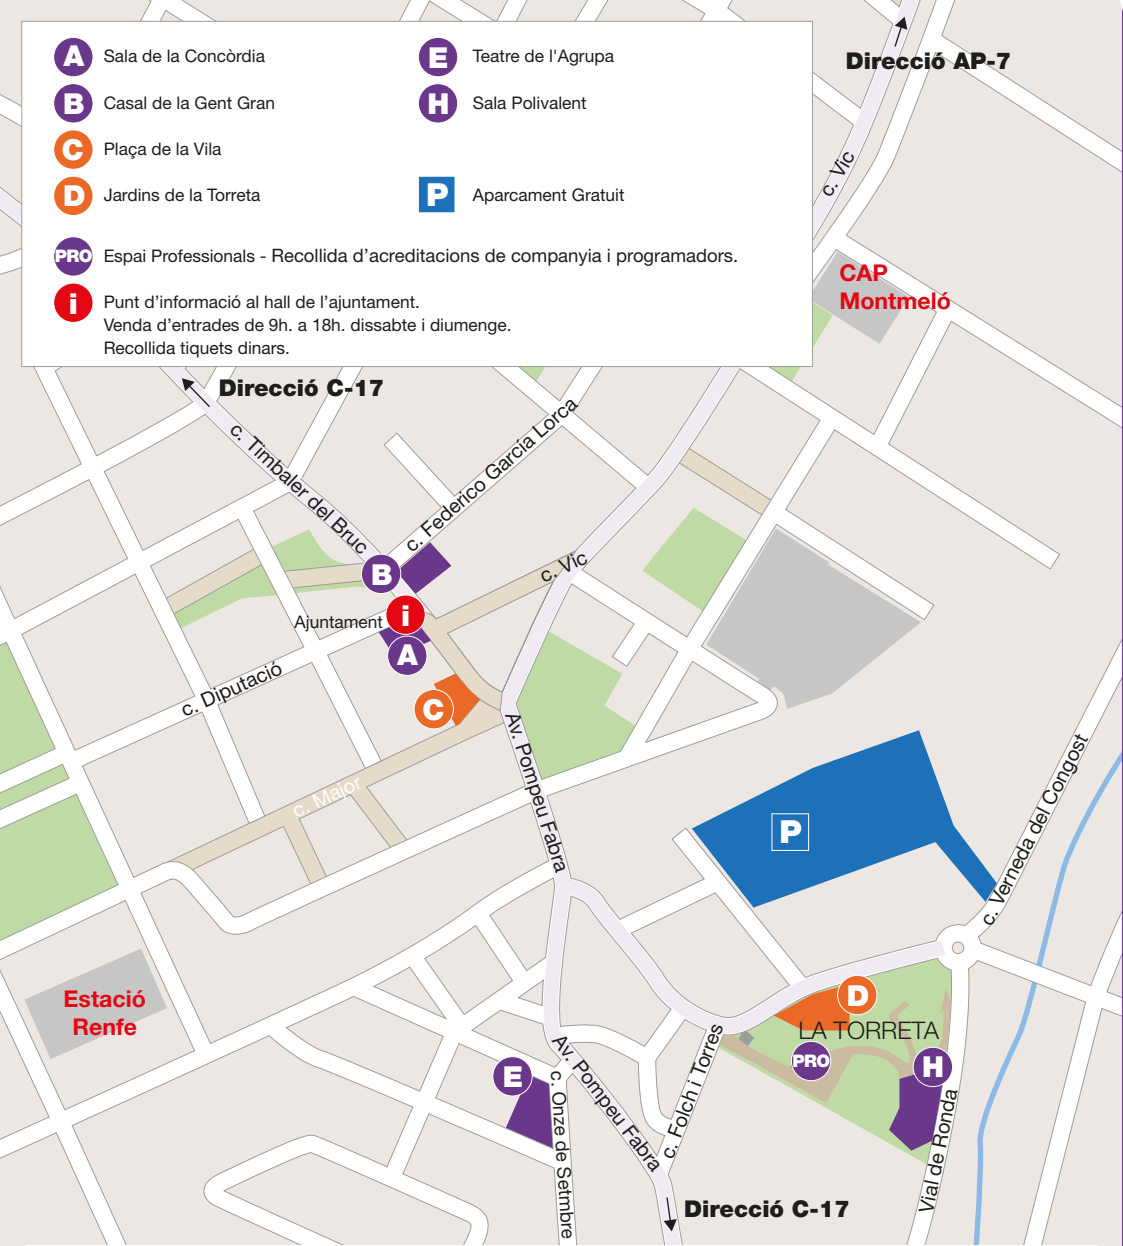 A Sala de la Concòrdia
B Casal de la Gent Gran
C Plaça de la Vila
D Jardins de la Torreta
E Teatre de l'Agrupa
H Sala Polivalent
P Aparcament Gratuit
PRO Espai Professionals - Recollida d’acreditacions de companyia i programadors.
i Punt d’informació al hall de l’ajuntament.
Venda d’entrades de 9h. a 18h. dissabte i diumenge.
Recollida tiquets dinars.
Direcció AP-7
c. Vic
CAP
Montmeló
Direcció C-17
c. Timbaler del Bruc
c. Federico García Lorca
B
c. Vic
i
Ajuntament
A
c. Diputació
C
Av. Pompeu Fabra
c. Major
P
c. Verneda del Congost
Estació
Renfe
D
LA TORRETA
PRO
H
E
Av. Pompeu Fabra
c. Onze de Setmbre
c. Folch i Torres
Vial de Ronda
Direcció C-17